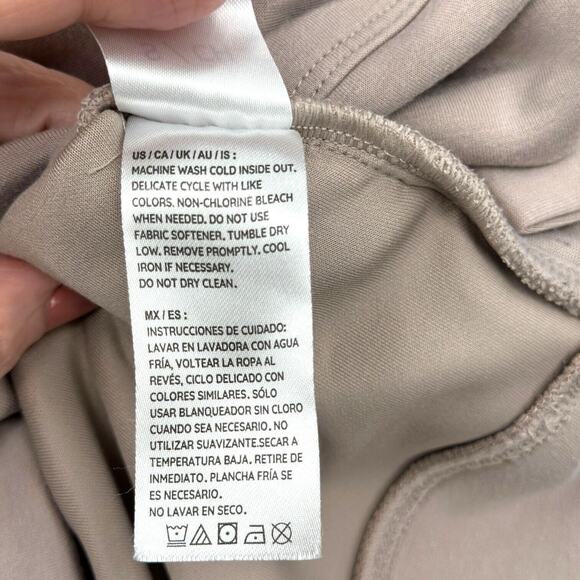 US / CA / UK / AU / IS :
MACHINE WASH COLD INSIDE OUT.
DELICATE CYCLE WITH LIKE
COLORS. NON-CHLORINE BLEACH
WHEN NEEDED. DO NOT USE
FABRIC SOFTENER. TUMBLE DRY
LOW. REMOVE PROMPTLY. COOL
IRON IF NECESSARY.
DO NOT DRY CLEAN.
MX / ES :
INSTRUCCIONES DE CUIDADO:
LAVAR EN LAVADORA CON AGUA
FRÍA, VOLTEAR LA ROPA AL
REVÉS, CICLO DELICADO CON
COLORES SIMILARES. SÓLO
USAR BLANQUEADOR SIN CLORO
CUANDO SEA NECESARIO. NO
UTILIZAR SUAVIZANTE.SECAR A
TEMPERATURA BAJA. RETIRE DE
INMEDIATO. PLANCHA FRÍA SE
ES NECESARIO.
NO LAVAR EN SECO.